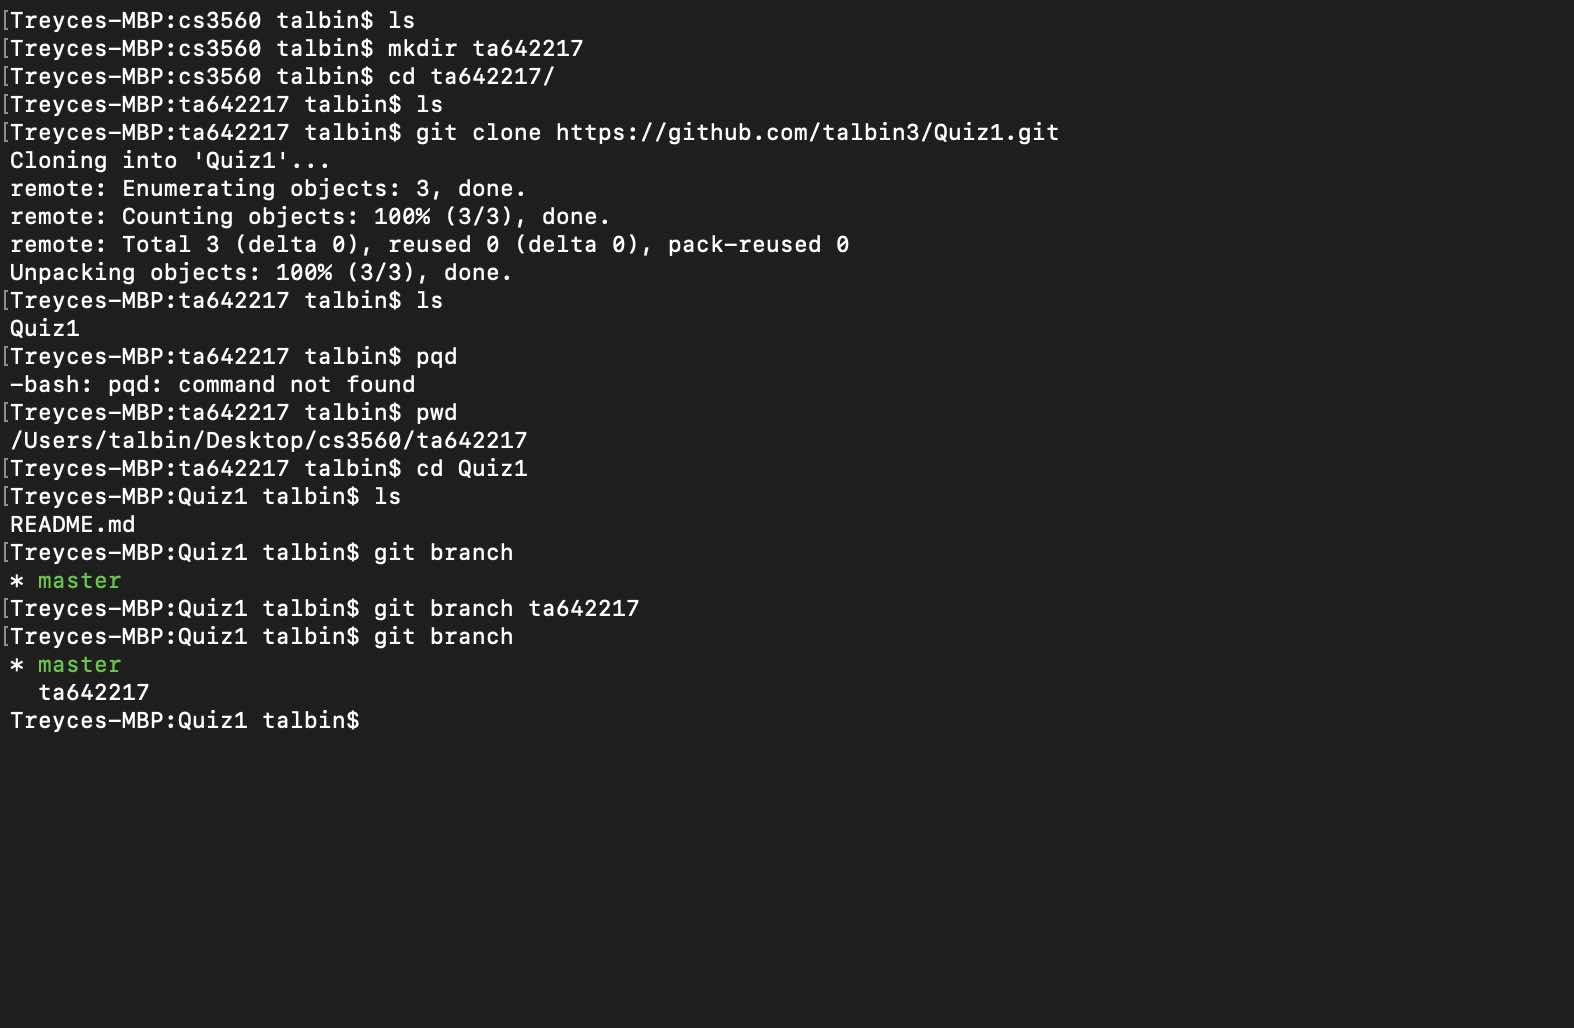 [Treyces-MBP:cs3560 talbin$ ls
[Treyces-MBP:cs3560 talbin$ mkdir ta642217
[Treyces-MBP:cs3560 talbin$ cd ta642217/
[Treyces-MBP:ta642217 talbin$ ls
[Treyces-MBP:ta642217 talbin$ git clone https://github.com/talbin3/Quiz1.git
Cloning into 'Quiz1'...
remote: Enumerating objects: 3, done.
remote: Counting objects: 100% (3/3), done.
remote: Total 3 (delta 0), reused 0 (delta 0), pack-reused 0
Unpacking objects: 100% (3/3), done.
[Treyces-MBP:ta642217 talbin$ ls
Quiz1
[Treyces-MBP:ta642217 talbin$ pqd
-bash: pqd: command not found
[Treyces-MBP:ta642217 talbin$ pwd
/Users/talbin/Desktop/cs3560/ta642217
[Treyces-MBP:ta642217 talbin$ cd Quiz1
[Treyces-MBP:Quiz1 talbin$ ls
README.md
[Treyces-MBP:Quiz1 talbin$ git branch
* master
[Treyces-MBP:Quiz1 talbin$ git branch ta642217
[Treyces-MBP:Quiz1 talbin$ git branch
* master
  ta642217
Treyces-MBP:Quiz1 talbin$